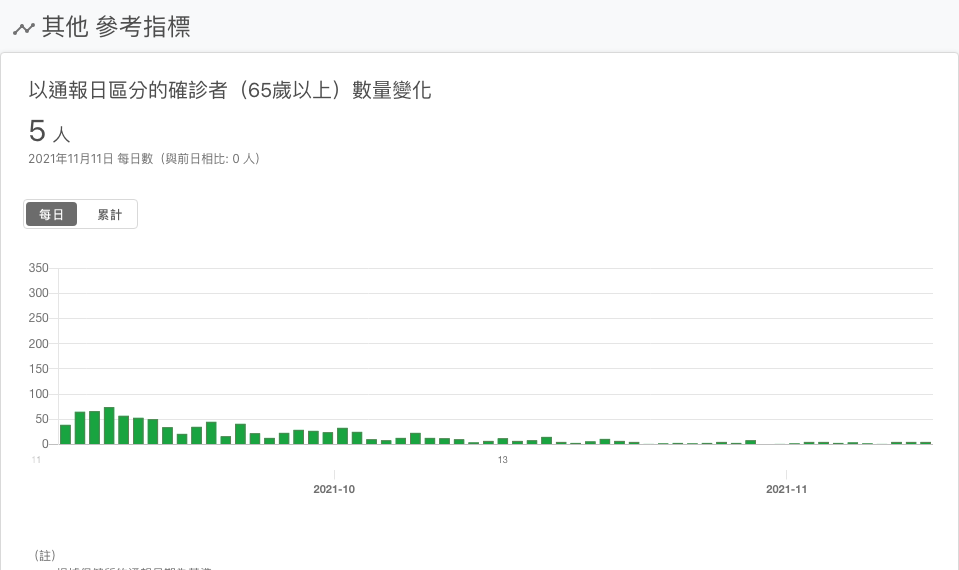 其他 參考指標
以通報日區分的確診者（65歲以上）數量變化
5 人
2021年11月11日 每日數（與前日相比: 0 人）
每日 累計
350
300
250
200
150
100
50
0
11 13
2021-10 2021-11
（註）